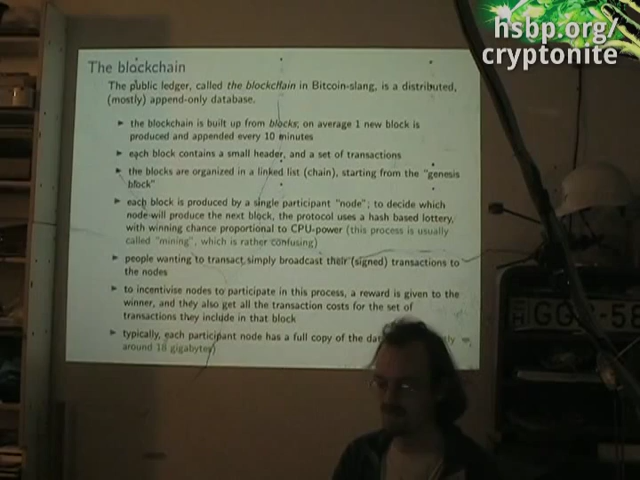 hsbp.org/
cryptonite
The blockchain
The public ledger, called the blockchain in Bitcoin-slang, is a distributed,
(mostly) append-only database.
the blockchain is built up from blocks; on average 1 new block is
produced and appended every 10 minutes
each block contains a small header, and a set of transactions
the blocks are organized in a linked list (chain), starting from the "genesis
block"
each block is produced by a single participant "node"; to decide which
node will produce the next block, the protocol uses a hash based lottery,
with winning chance proportional to CPU-power (this process is usually
called "mining", which is rather confusing)
people wanting to transact simply broadcast their (signed) transactions to
the nodes
to incentivise nodes to participate in this process, a reward is given to the
winner, and they also get all the transaction costs for the set of
transactions they include in that block
typically, each participant node has a full copy of the
around 18 gigabytes)
H